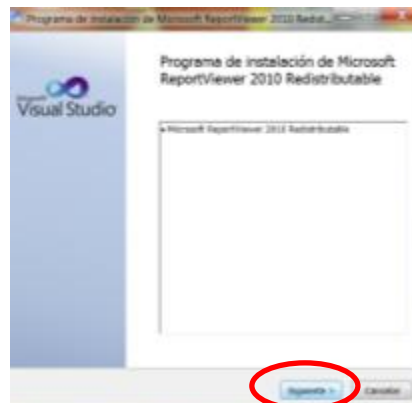 Programa de instalación de Microsoft ReportViewer 2010 Redist...
Visual Studio
Programa de instalación de Microsoft
ReportViewer 2010 Redistributable
Microsoft ReportViewer 2010 Redistributable
Siguiente >
Cancelar